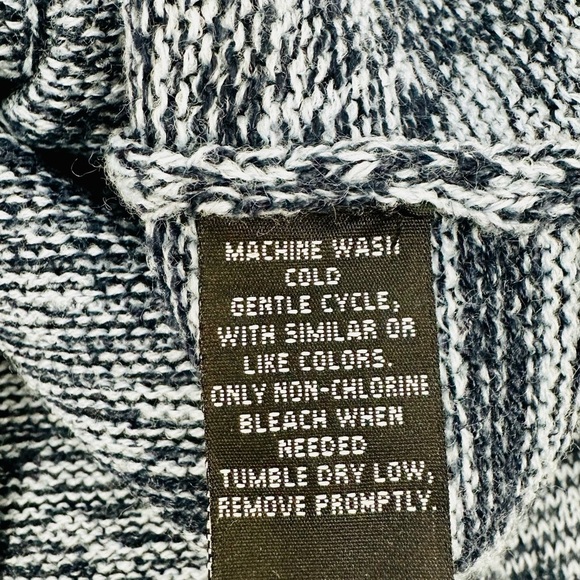 MACHINE WASH
COLD
GENTLE CYCLE,
WITH SIMILAR OR
LIKE COLORS.
ONLY NON-CHLORINE
BLEACH WHEN
NEEDED
TUMBLE DRY LOW,
REMOVE PROMPTLY.